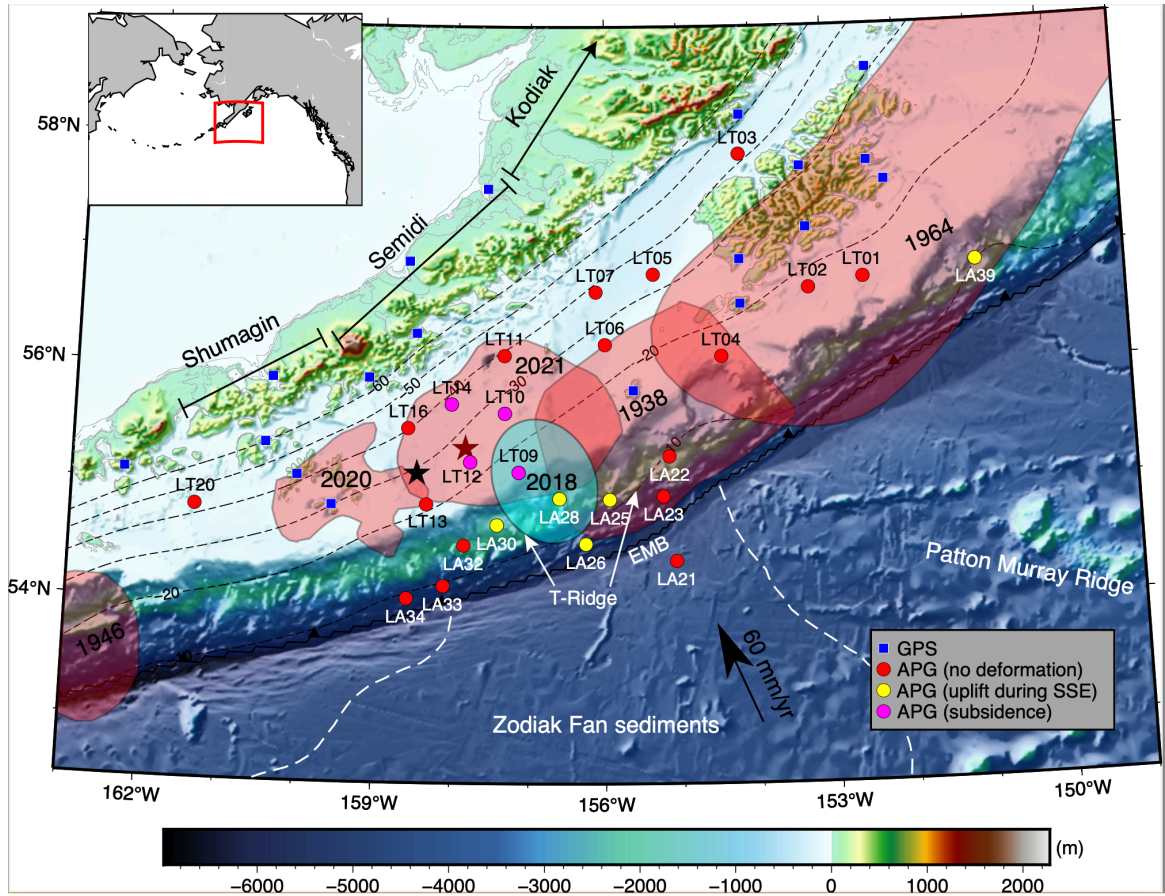 Kodiak
58°N
LT03
Semidi
1964
LT05
LT07
LT02
LT01
LA39
Shumagin
LT06
LT04
56°N
LT11
2021
20
60
50
30
LT14
LT10
1938
LT16
10
LT09
LT12
2020
2018
LA22
LT20
LT13
LA28
LA25
LA23
LA30
LA32
LA26
EMB
LA21
Patton Murray Ridge
54°N
20
T-Ridge
LA34
LA33
1946
60 mm/yr
GPS
APG (no deformation)
APG (uplift during SSE)
APG (subsidence)
Zodiak Fan sediments
162°W
159°W
156°W
153°W
150°W
(m)
−6000 −5000 −4000 −3000 −2000 −1000 0 1000 2000